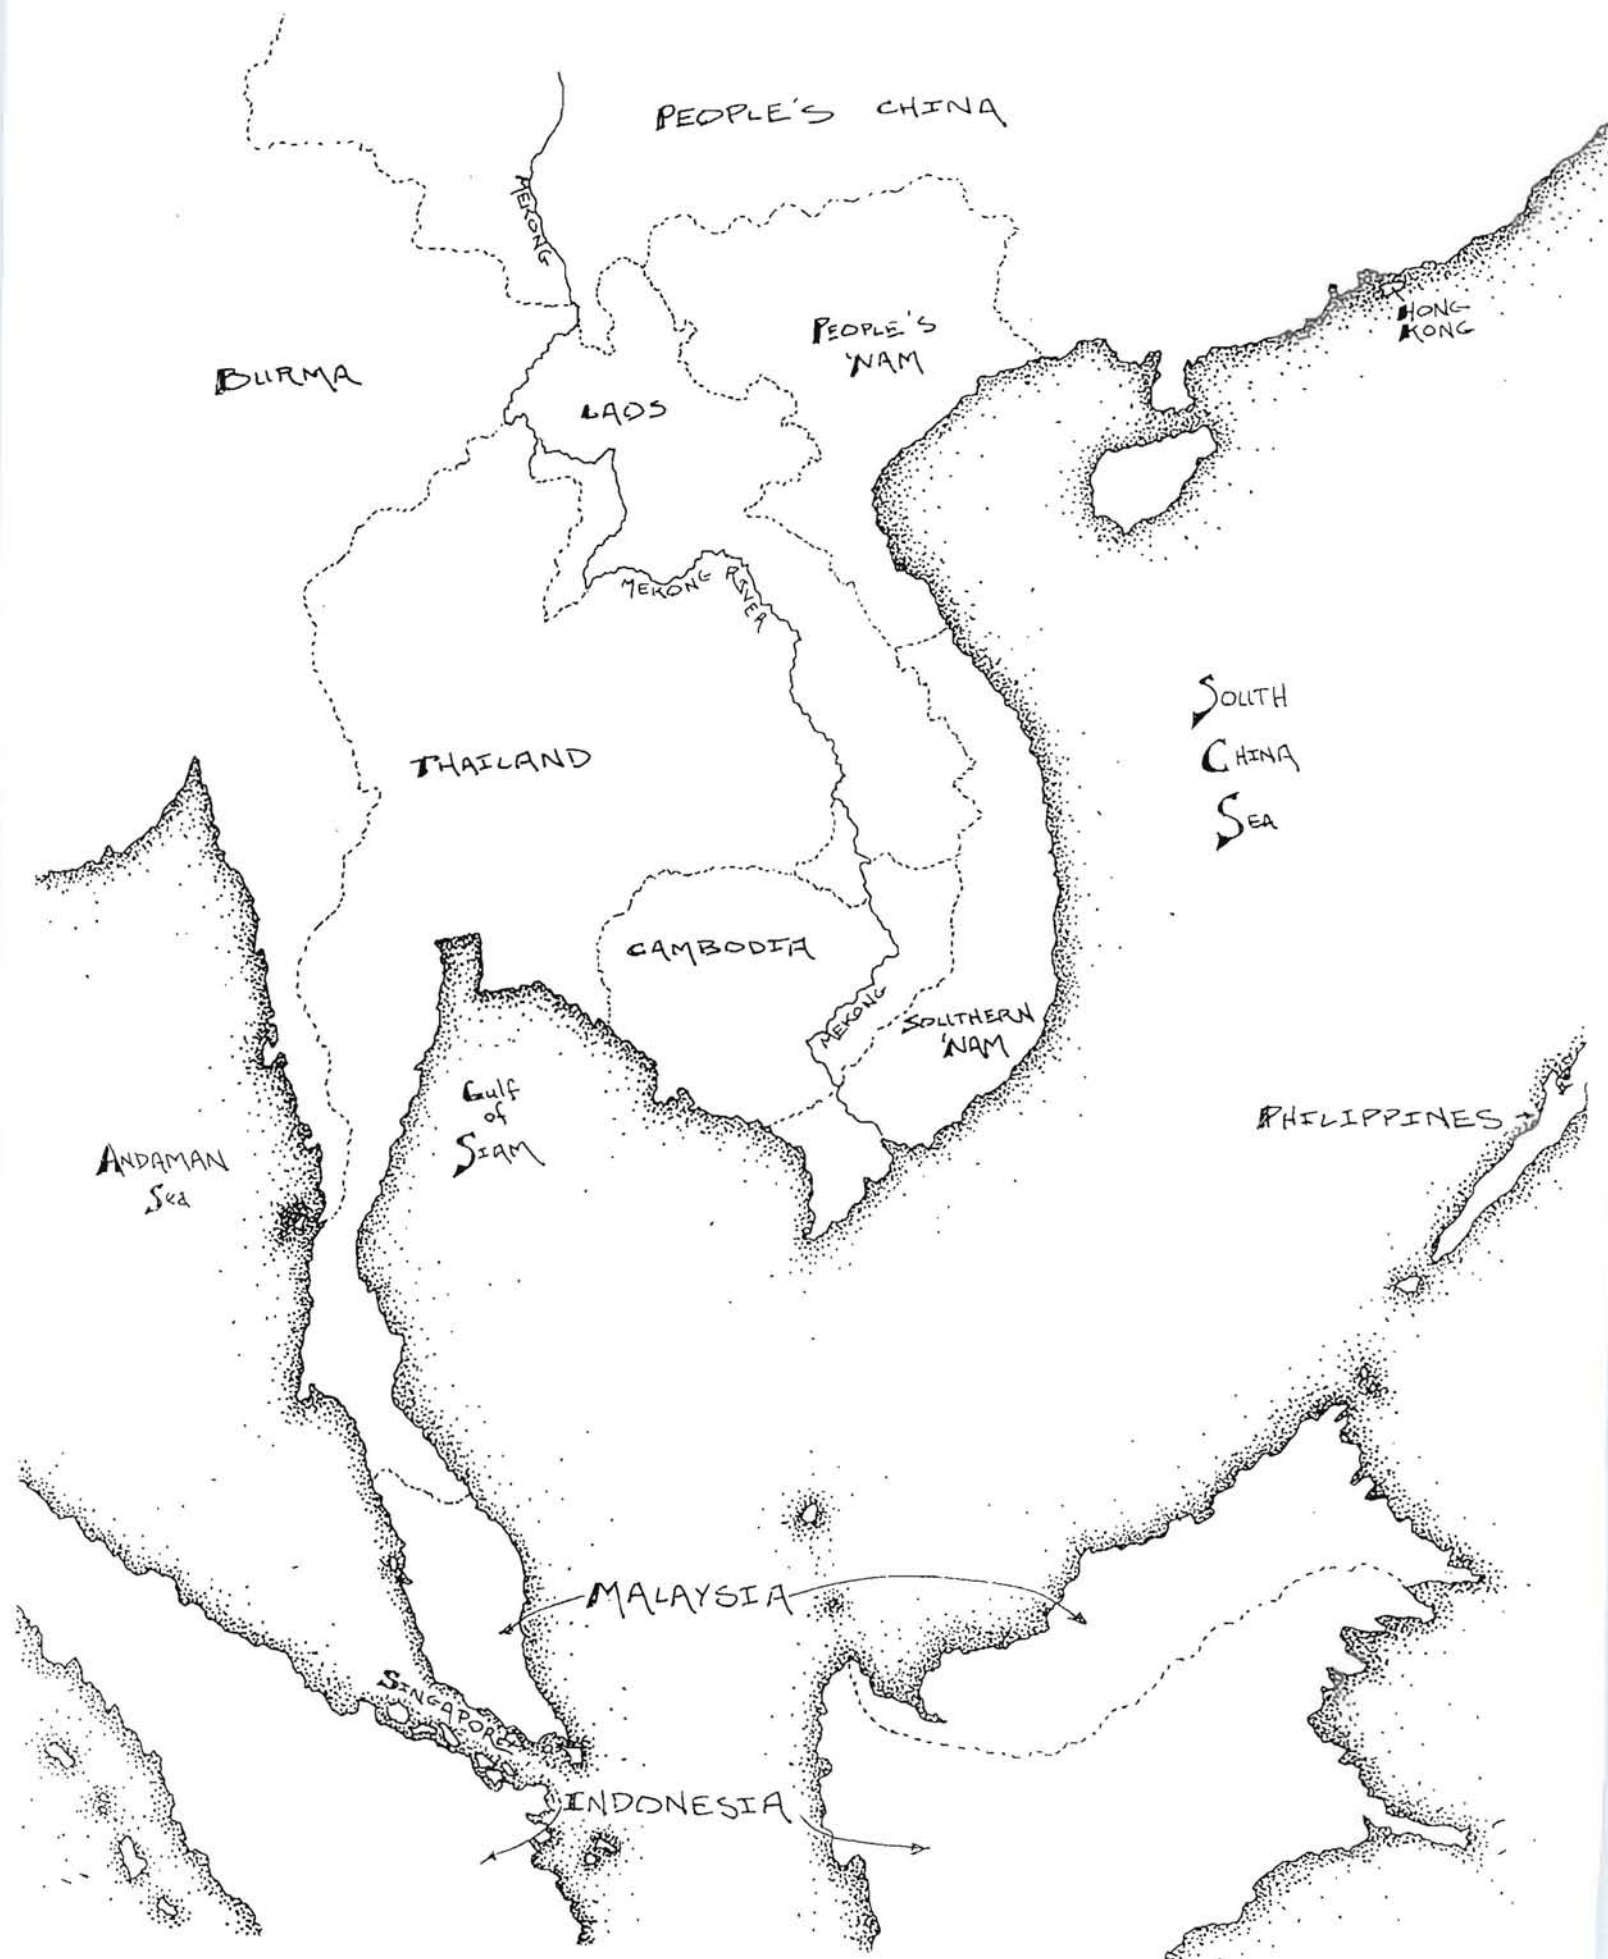 PEOPLE'S CHINA
MEKONG
HONG
KONG
PEOPLE'S
'NAM
BURMA
LAOS
MEKONG RIVER
SOUTH
CHINA
SEA
THAILAND
CAMBODIA
MEKONG
SOUTHERN
'NAM
Gulf
of
SIAM
PHILIPPINES
ANDAMAN
Sea
MALAYSIA
SINGAPORE
INDONESIA